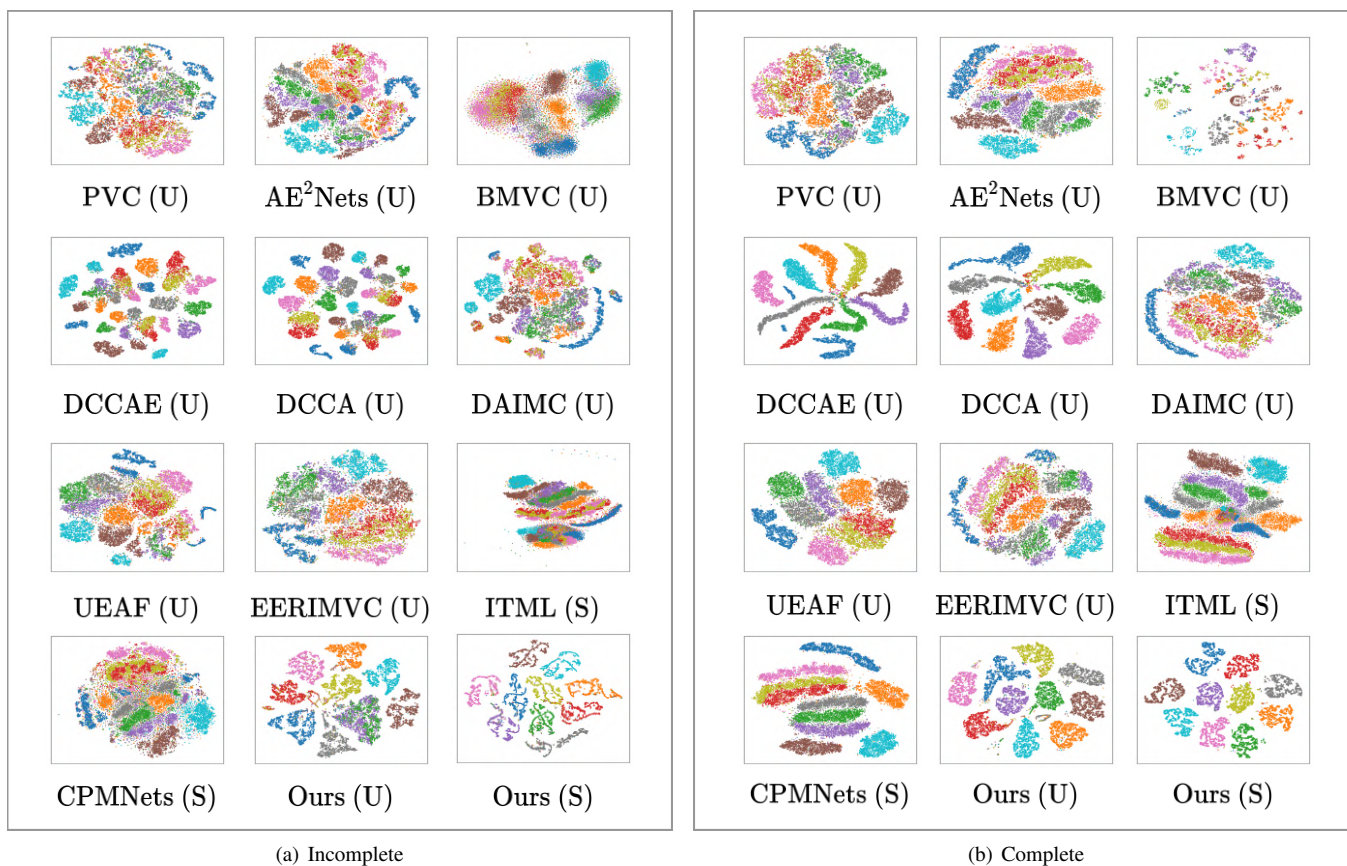 PVC (U) AE²Nets (U) BMVC (U)
DCCAE (U) DCCA (U) DAIMC (U)
UEAF (U) EERIMVC (U) ITML (S)
CPMNets (S) Ours (U) Ours (S)
(a) Incomplete
PVC (U) AE²Nets (U) BMVC (U)
DCCAE (U) DCCA (U) DAIMC (U)
UEAF (U) EERIMVC (U) ITML (S)
CPMNets (S) Ours (U) Ours (S)
(b) Complete